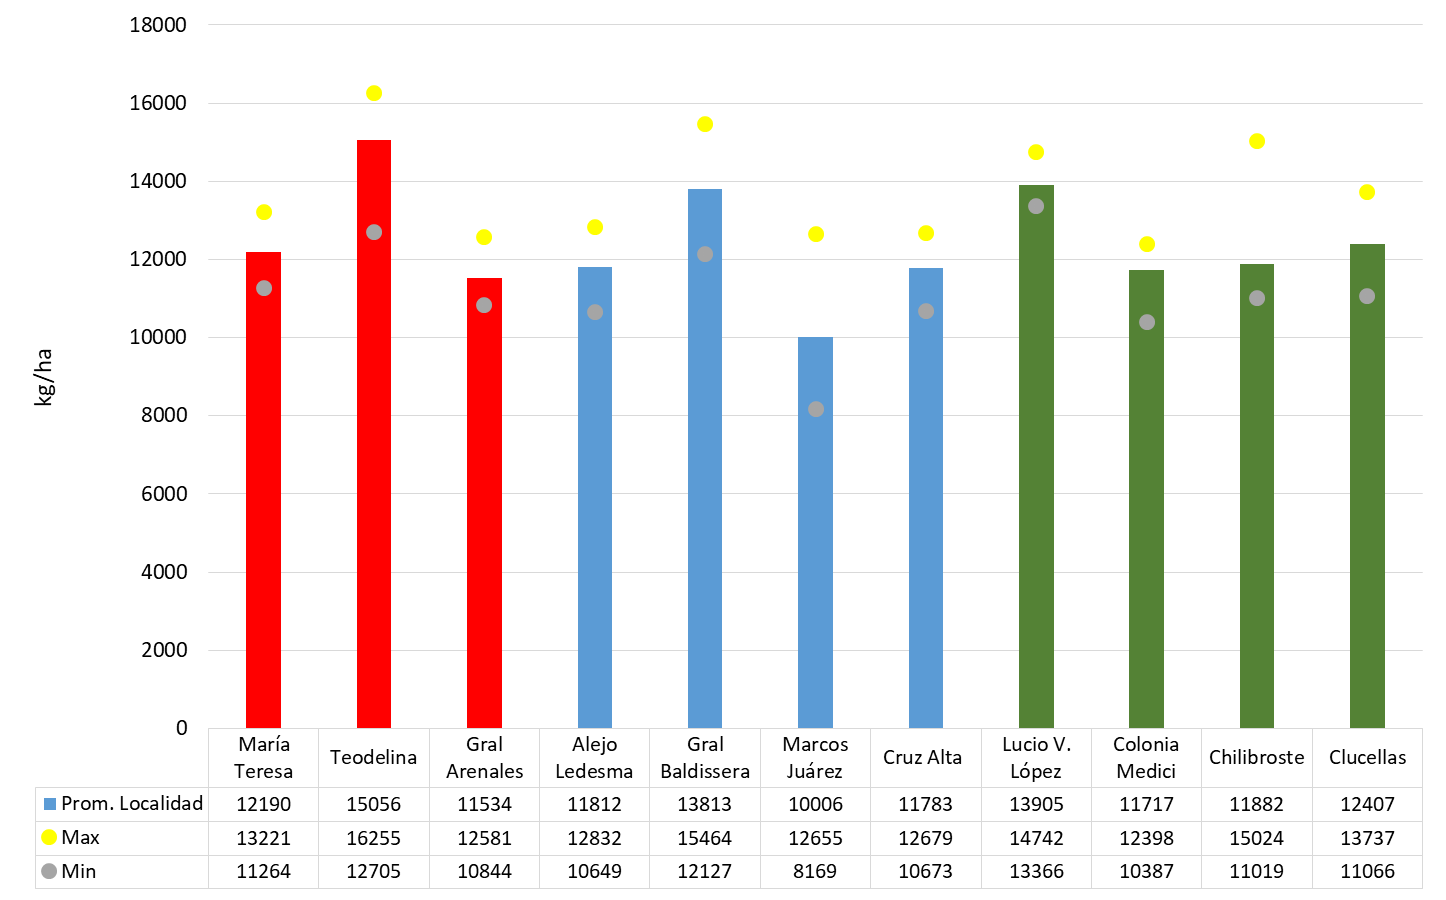 18000
16000
14000
12000
10000
8000
6000
4000
2000
0
kg/ha
María Teresa Teodelina Gral Arenales Alejo Ledesma Gral Baldissera Marcos Juárez Cruz Alta Lucio V. López Colonia Medici Chilibroste Clucellas
Prom. Localidad 12190 15056 11534 11812 13813 10006 11783 13905 11717 11882 12407
Max 13221 16255 12581 12832 15464 12655 12679 14742 12398 15024 13737
Min 11264 12705 10844 10649 12127 8169 10673 13366 10387 11019 11066